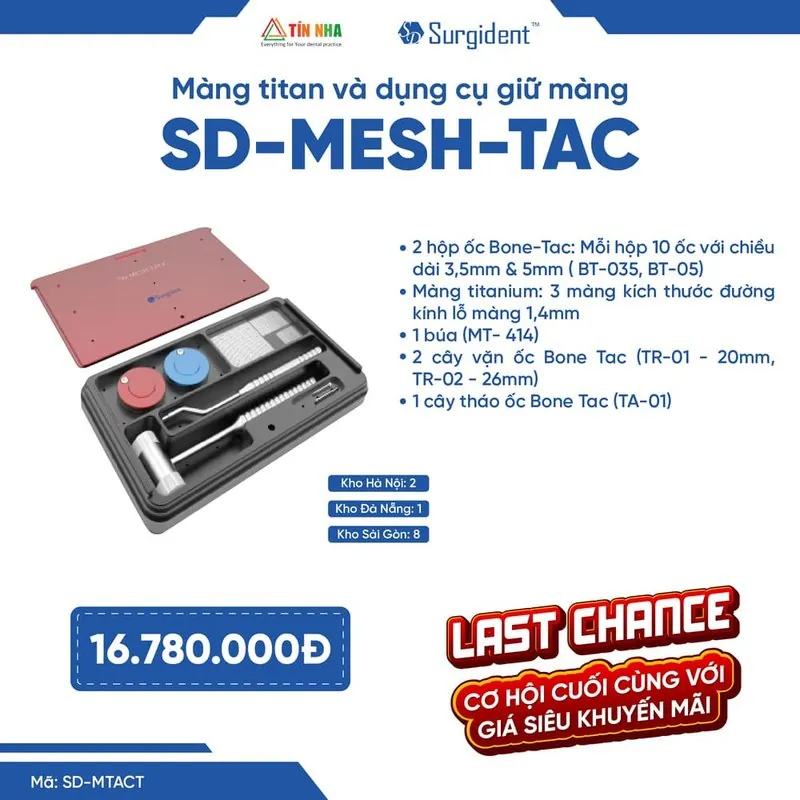 TÍN NHA
Everything for Your dental practice
Surgident™
Màng titan và dụng cụ giữ màng
SD-MESH-TAC
• 2 hộp ốc Bone-Tac: Mỗi hộp 10 ốc với chiều
dài 3,5mm & 5mm ( BT-035, BT-05)
• Màng titanium: 3 màng kích thước đường
kính lỗ màng 1,4mm
• 1 búa (MT- 414)
• 2 cây vặn ốc Bone Tac (TR-01 - 20mm,
TR-02 - 26mm)
• 1 cây tháo ốc Bone Tac (TA-01)
Surgident
Kho Hà Nội: 2
Kho Đà Nẵng: 1
Kho Sài Gòn: 8
16.780.000Đ
LAST CHANCE
CƠ HỘI CUỐI CÙNG VỚI
GIÁ SIÊU KHUYẾN MÃI
Mã: SD-MTACT